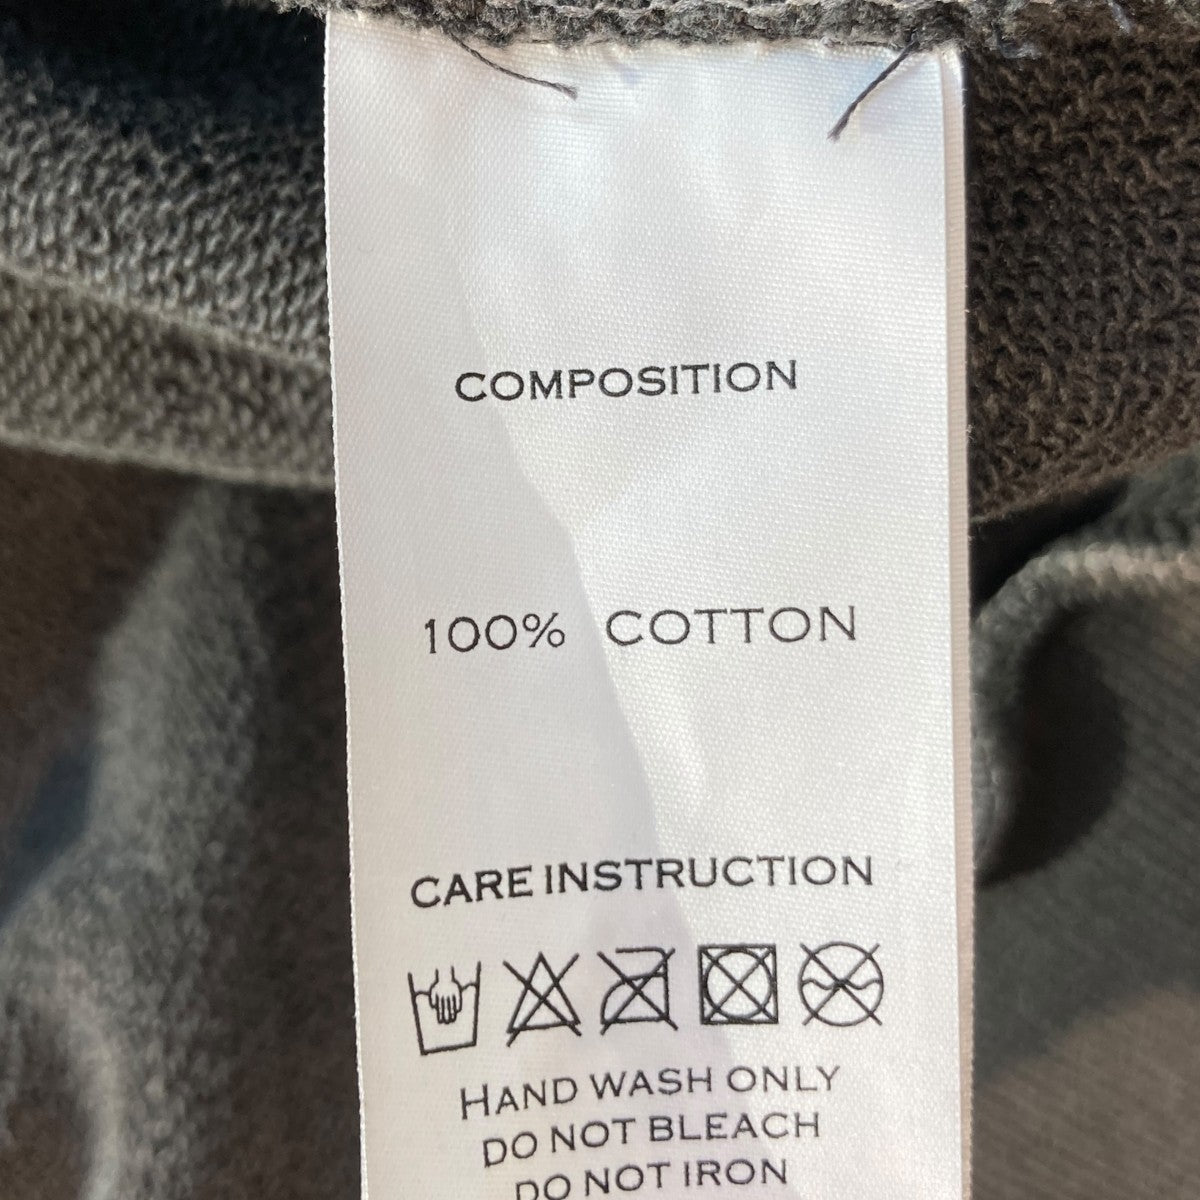 COMPOSITION
100% COTTON
CARE INSTRUCTION
HAND WASH ONLY
DO NOT BLEACH
DO NOT IRON